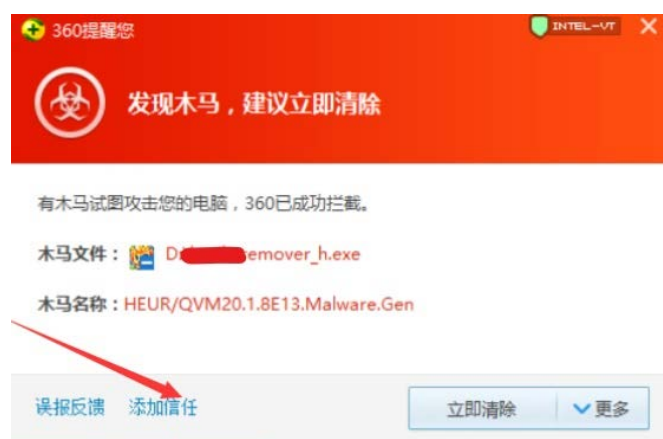 360提醒您
INTEL-VT
发现木马，建议立即清除
有木马试图攻击您的电脑，360已成功拦截。
木马文件： D:\ emover_h.exe
木马名称：HEUR/QVM20.1.8E13.Malware.Gen
误报反馈 添加信任 立即清除 更多